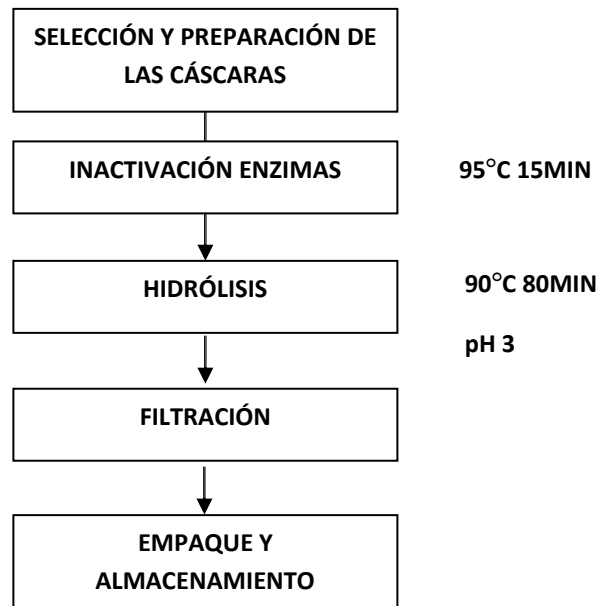 SELECCIÓN Y PREPARACIÓN DE
LAS CÁSCARAS
INACTIVACIÓN ENZIMAS
95°C 15MIN
HIDRÓLISIS
90°C 80MIN
pH 3
FILTRACIÓN
EMPAQUE Y
ALMACENAMIENTO